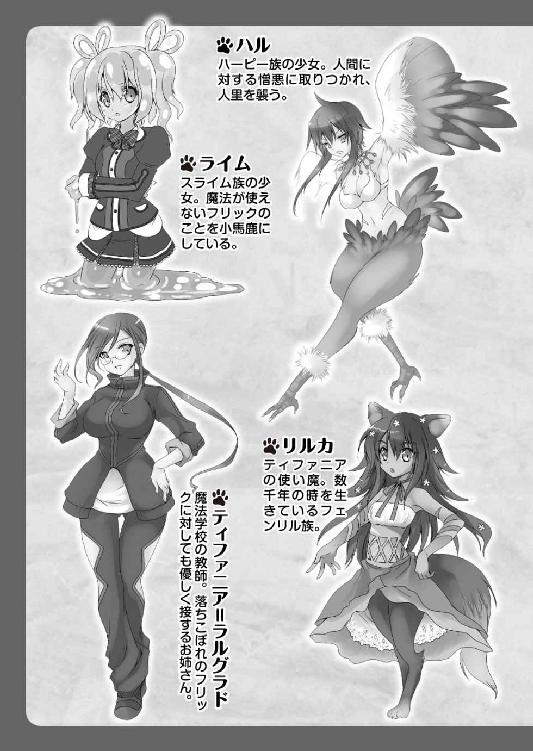 ハル
ハーピー族の少女。人間に
対する憎悪に取りつかれ、
人里を襲う。
ライム
スライム族の少
女。魔法が使え
ないフリックの
ことを小馬鹿に
している。
リルカ
ティファニア
の使い魔。数
千年の時を生
きているフェ
ンリル族。
ティファニア=ラルグラド
魔法学校の教師。落ちこぼれのフリッ
クに対しても優しく接するお姉さん。